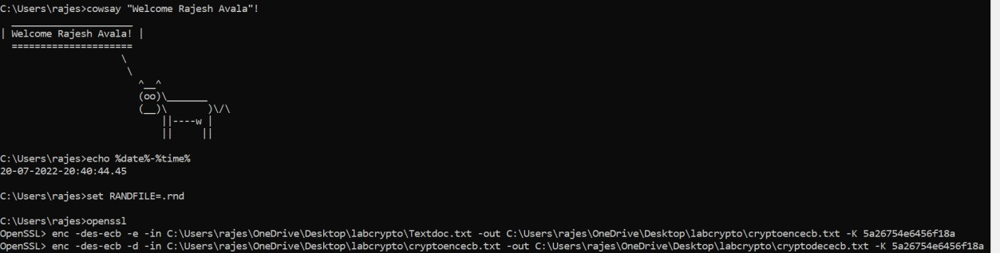 C:\Users\rajes>cowsay "Welcome Rajesh Avala"!
 _____________________
| Welcome Rajesh Avala! |
  =====================
                     \
                      \
                        ^__^
                        (oo)\_______
                        (__)\       )\/\
                            ||----w |
                            ||     ||
C:\Users\rajes>echo %date%-%time%
20-07-2022-20:40:44.45
C:\Users\rajes>set RANDFILE=.rnd
C:\Users\rajes>openssl
OpenSSL> enc -des-ecb -e -in C:\Users\rajes\OneDrive\Desktop\labcrypto\Textdoc.txt -out C:\Users\rajes\OneDrive\Desktop\labcrypto\cryptoencecb.txt -K 5a26754e6456f18a
OpenSSL> enc -des-ecb -d -in C:\Users\rajes\OneDrive\Desktop\labcrypto\cryptoencecb.txt -out C:\Users\rajes\OneDrive\Desktop\labcrypto\cryptodececb.txt -K 5a26754e6456f18a